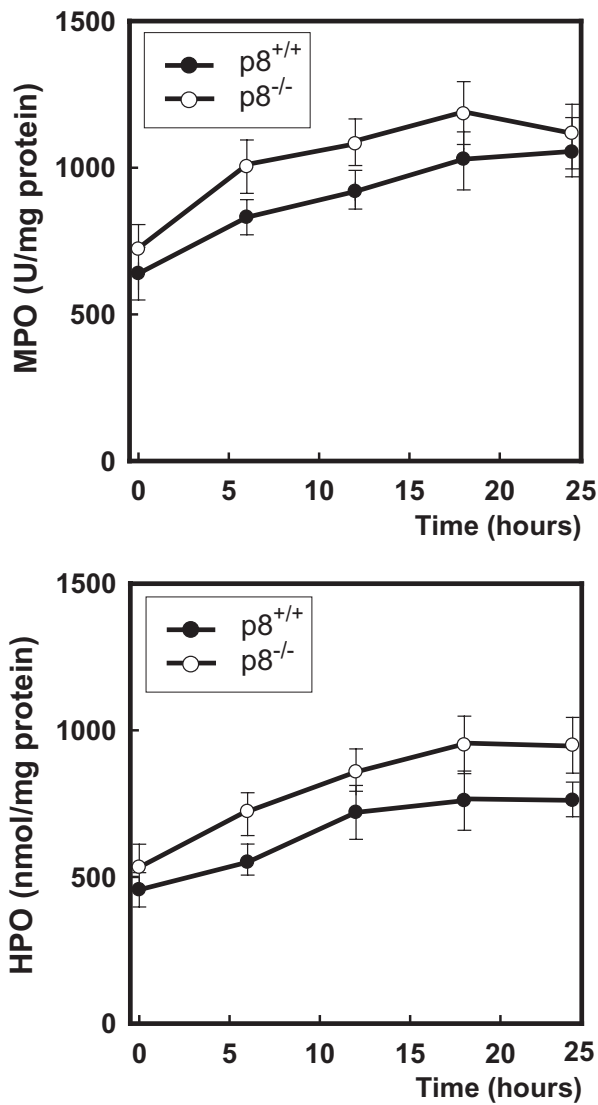 1500
p8+/+
p8-/-
1000
500
0
MPO (U/mg protein)
0 5 10 15 20 25
Time (hours)
1500
p8+/+
p8-/-
1000
500
0
HPO (nmol/mg protein)
0 5 10 15 20 25
Time (hours)